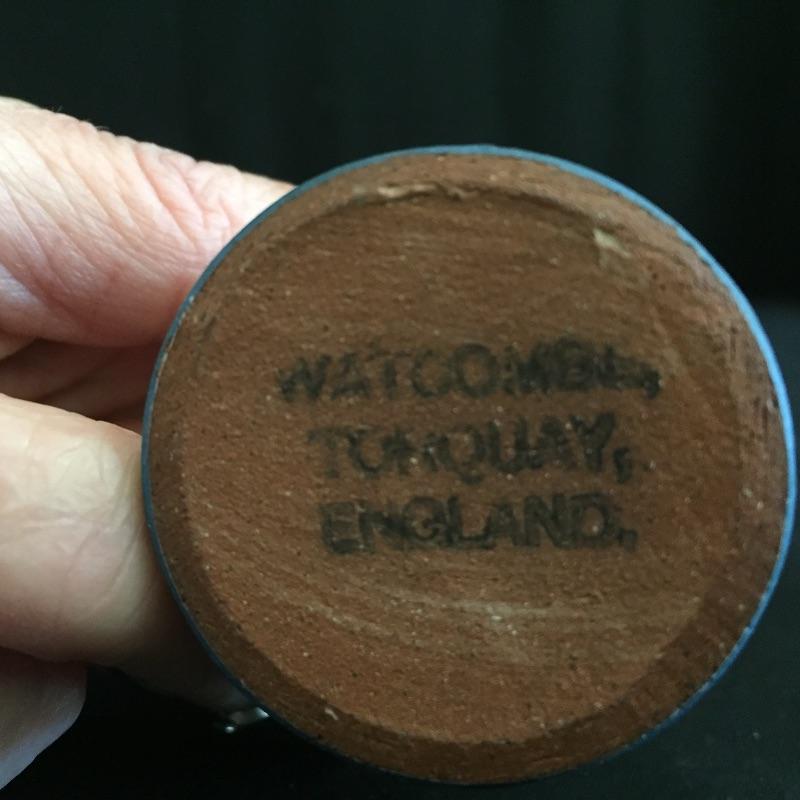 WATCOMBE,
TORQUAY,
ENGLAND.